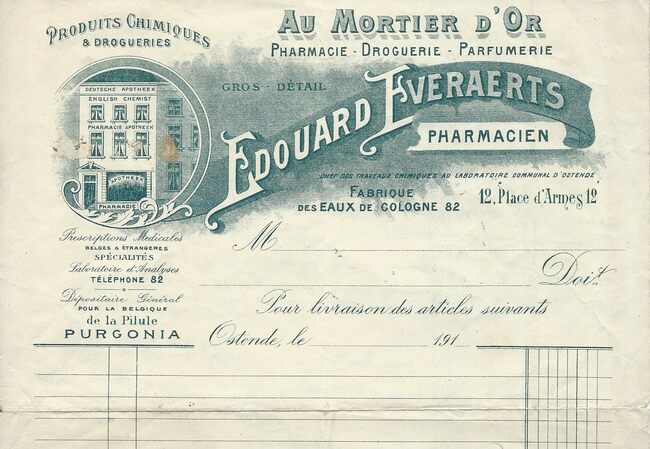 PRODUITS CHIMIQUES
& DROGUERIES
AU MORTIER D'OR
PHARMACIE - DROGUERIE - PARFUMERIE
GROS - DÉTAIL
DEUTSCHE APOTHEEK
ENGLISH CHEMIST
PHARMACIE APOTHEEK
APOTHEEK
PHARMACIE
EDOUARD EVERAERTS
PHARMACIEN
CHEF DES TRAVAUX CHIMIQUES AU LABORATOIRE COMMUNAL D'OSTENDE
FABRIQUE
DES EAUX DE COLOGNE 82
12, Place d'Armes 12
Prescriptions Médicales
BELGES & ÉTRANGÈRES
SPÉCIALITÉS
Laboratoire d'Analyses
TÉLÉPHONE 82
Dépositaire Général
POUR LA BELGIQUE
de la Pilule
PURGONIA
M
Doit.
Pour livraison des articles suivants
Ostende, le 191